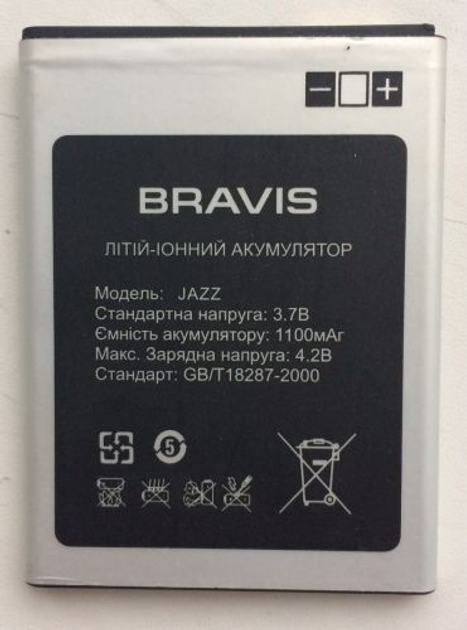 − +
BRAVIS
ЛІТІЙ-ІОННИЙ АКУМУЛЯТОР
Модель: JAZZ
Стандартна напруга: 3.7В
Ємність акумулятору: 1100мАг
Макс. Зарядна напруга: 4.2В
Стандарт: GB/T18287-2000
5